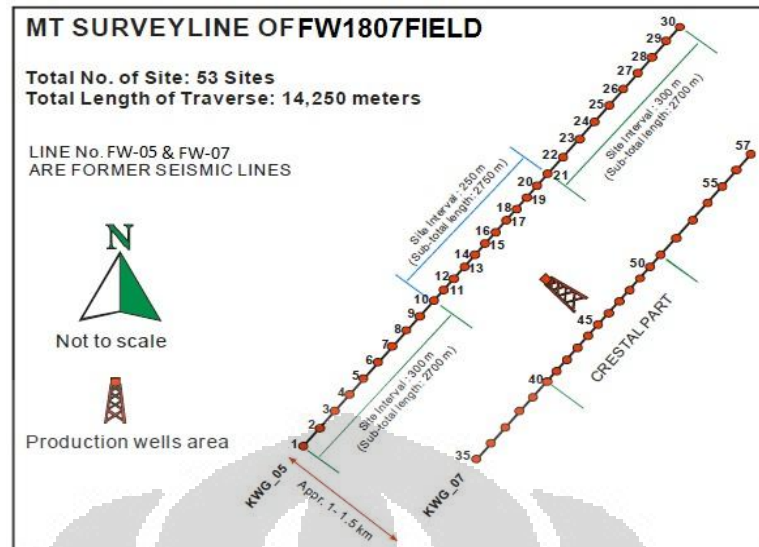 MT SURVEYLINE OF FW1807FIELD
Total No. of Site: 53 Sites
Total Length of Traverse: 14,250 meters
LINE No. FW-05 & FW-07
ARE FORMER SEISMIC LINES
N
Not to scale
Production wells area
30
29
28
27
26
25
24
23
22
21
20
19
18
17
16
15
14
13
12
11
10
9
8
7
6
5
4
3
2
1
Site Interval : 300 m
(Sub-total length: 2700 m)
Site Interval : 250 m
(Sub-total length: 2750 m)
Site Interval : 300 m
(Sub-total length: 2700 m)
KWG_05
Appr. 1- 1.5 km
57
55
50
45
40
35
CRESTAL PART
KWG_07